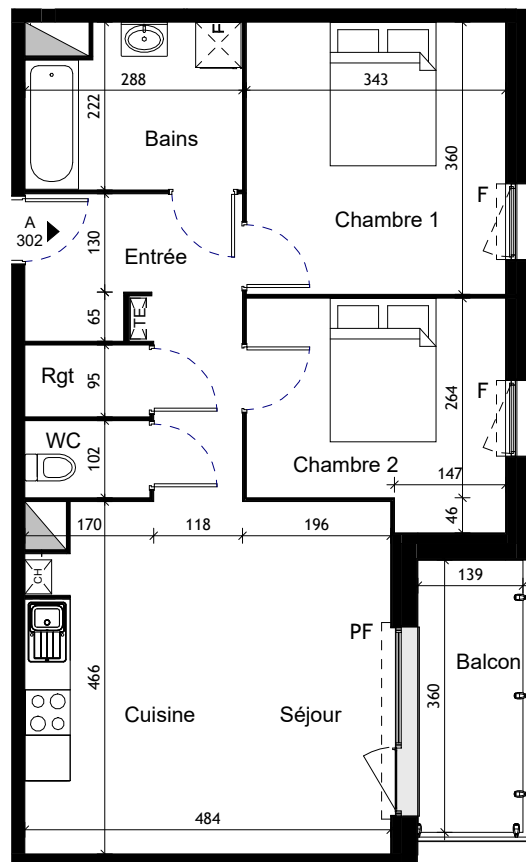 288
343
222
F
Bains
360
A
302
130
Entrée
Chambre 1
F
65
TE
Rgt
95
264
F
WC
102
Chambre 2
147
46
170
118
196
CH
139
PF
466
360
Balcon
Cuisine
Séjour
484